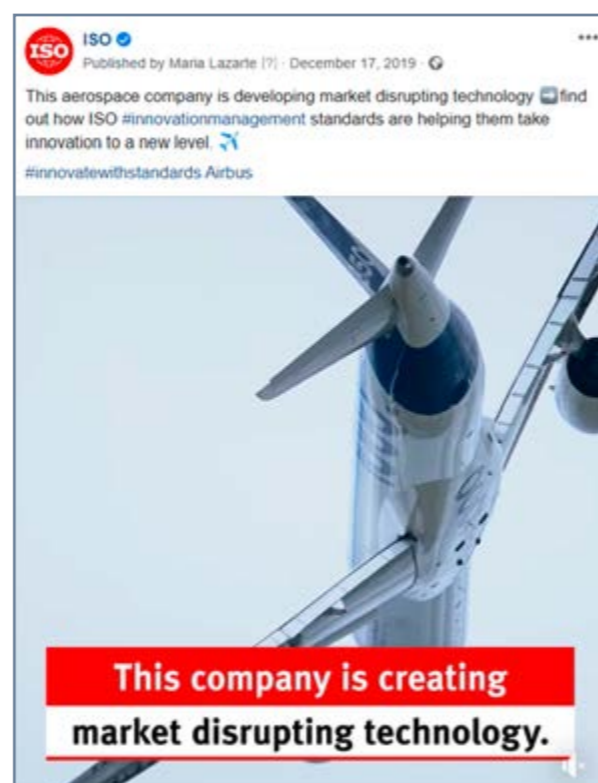 ISO
ISO
Published by Maria Lazarte [?] · December 17, 2019 ·
This aerospace company is developing market disrupting technology ➡️find
out how ISO #innovationmanagement standards are helping them take
innovation to a new level. ✈️
#innovatewithstandards Airbus
This company is creating
market disrupting technology.